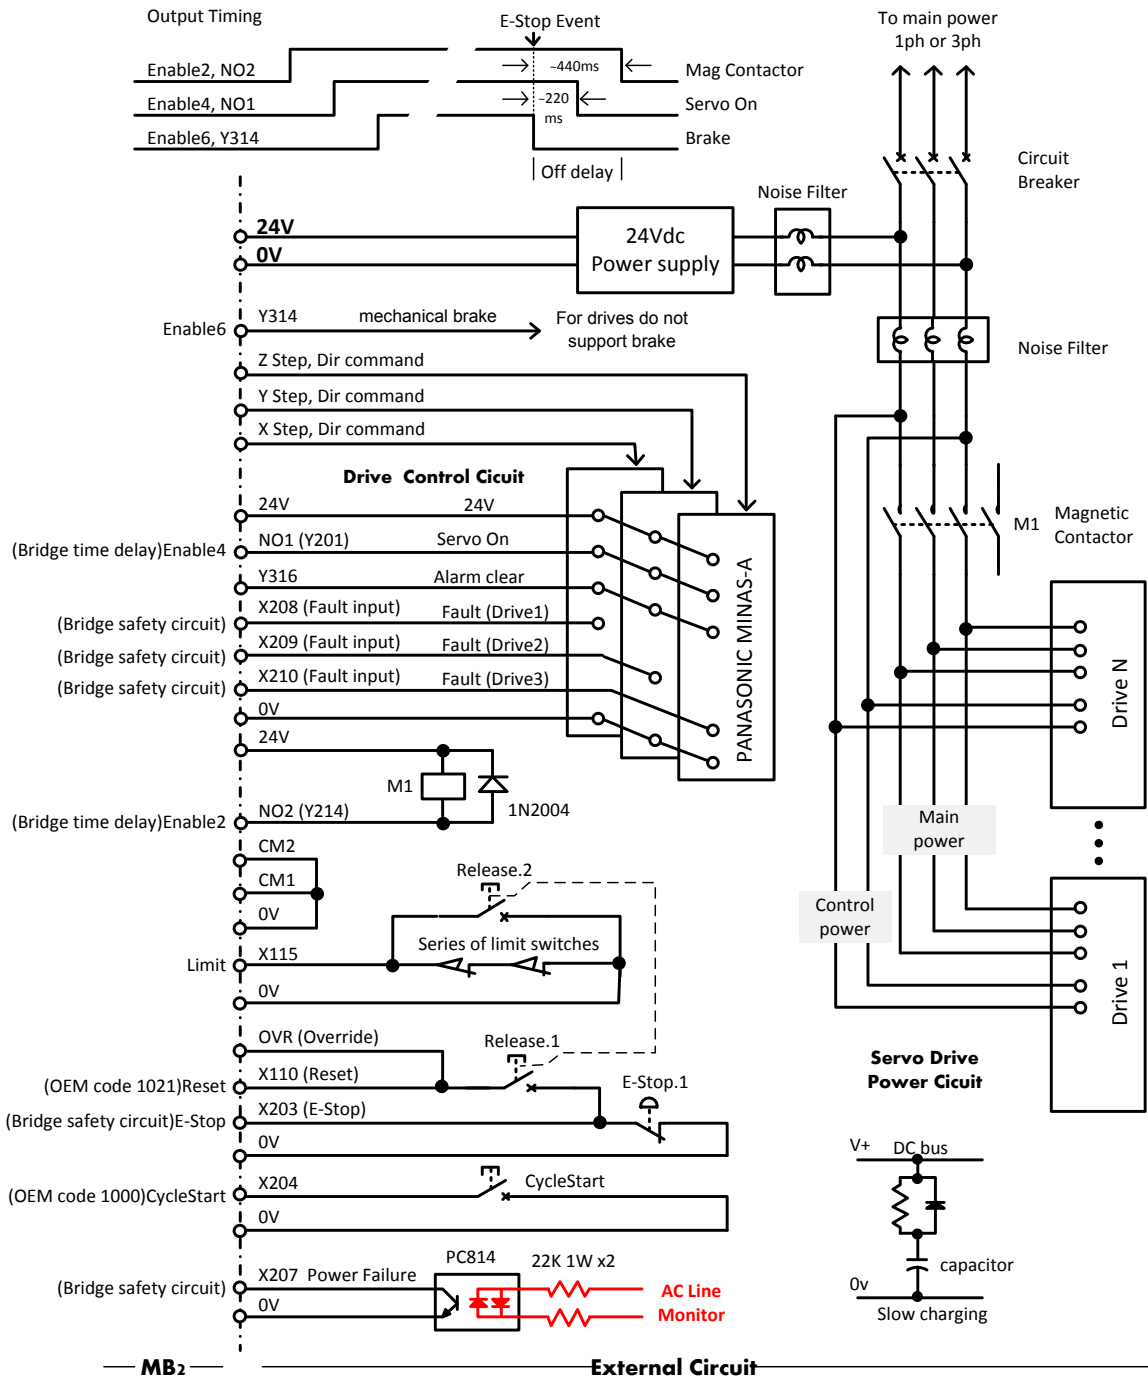 Output Timing
E-Stop Event
To main power
1ph or 3ph
Enable2, NO2
~440ms
Mag Contactor
Enable4, NO1
~220
ms
Servo On
Enable6, Y314
Brake
Off delay
Circuit
Breaker
Noise Filter
24V
0V
24Vdc
Power supply
Enable6
Y314
mechanical brake
For drives do not
support brake
Noise Filter
Z Step, Dir command
Y Step, Dir command
X Step, Dir command
Drive Control Cicuit
24V
24V
M1
Magnetic
Contactor
(Bridge time delay)Enable4
NO1 (Y201)
Servo On
Y316
Alarm clear
(Bridge safety circuit)
X208 (Fault input)
Fault (Drive1)
(Bridge safety circuit)
X209 (Fault input)
Fault (Drive2)
(Bridge safety circuit)
X210 (Fault input)
Fault (Drive3)
0V
PANASONIC MINAS-A
Drive N
24V
M1
1N2004
(Bridge time delay)Enable2
NO2 (Y214)
Main
power
CM2
CM1
0V
Release.2
Control
power
Drive 1
Series of limit switches
Limit
X115
0V
OVR (Override)
Release.1
Servo Drive
Power Cicuit
(OEM code 1021)Reset
X110 (Reset)
E-Stop.1
(Bridge safety circuit)E-Stop
X203 (E-Stop)
0V
V+
DC bus
(OEM code 1000)CycleStart
X204
CycleStart
0V
PC814
22K 1W x2
capacitor
(Bridge safety circuit)
X207 Power Failure
AC Line
Monitor
0V
0v
Slow charging
MB2
External Circuit